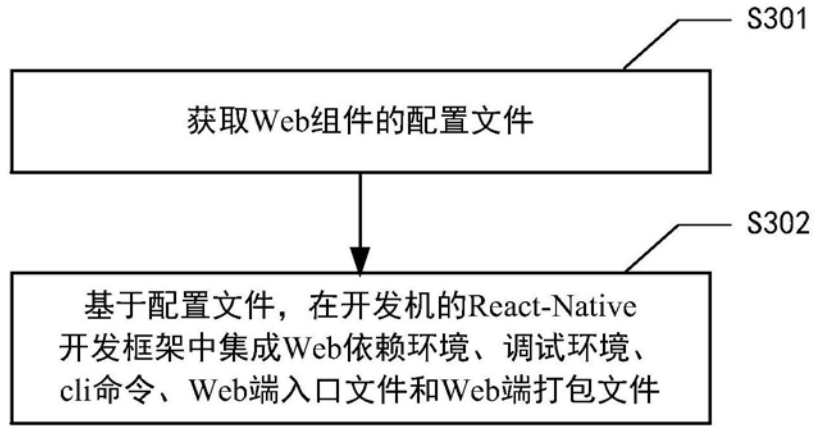 S301
获取Web组件的配置文件
S302
基于配置文件，在开发机的React-Native
开发框架中集成Web依赖环境、调试环境、
cli命令、Web端入口文件和Web端打包文件